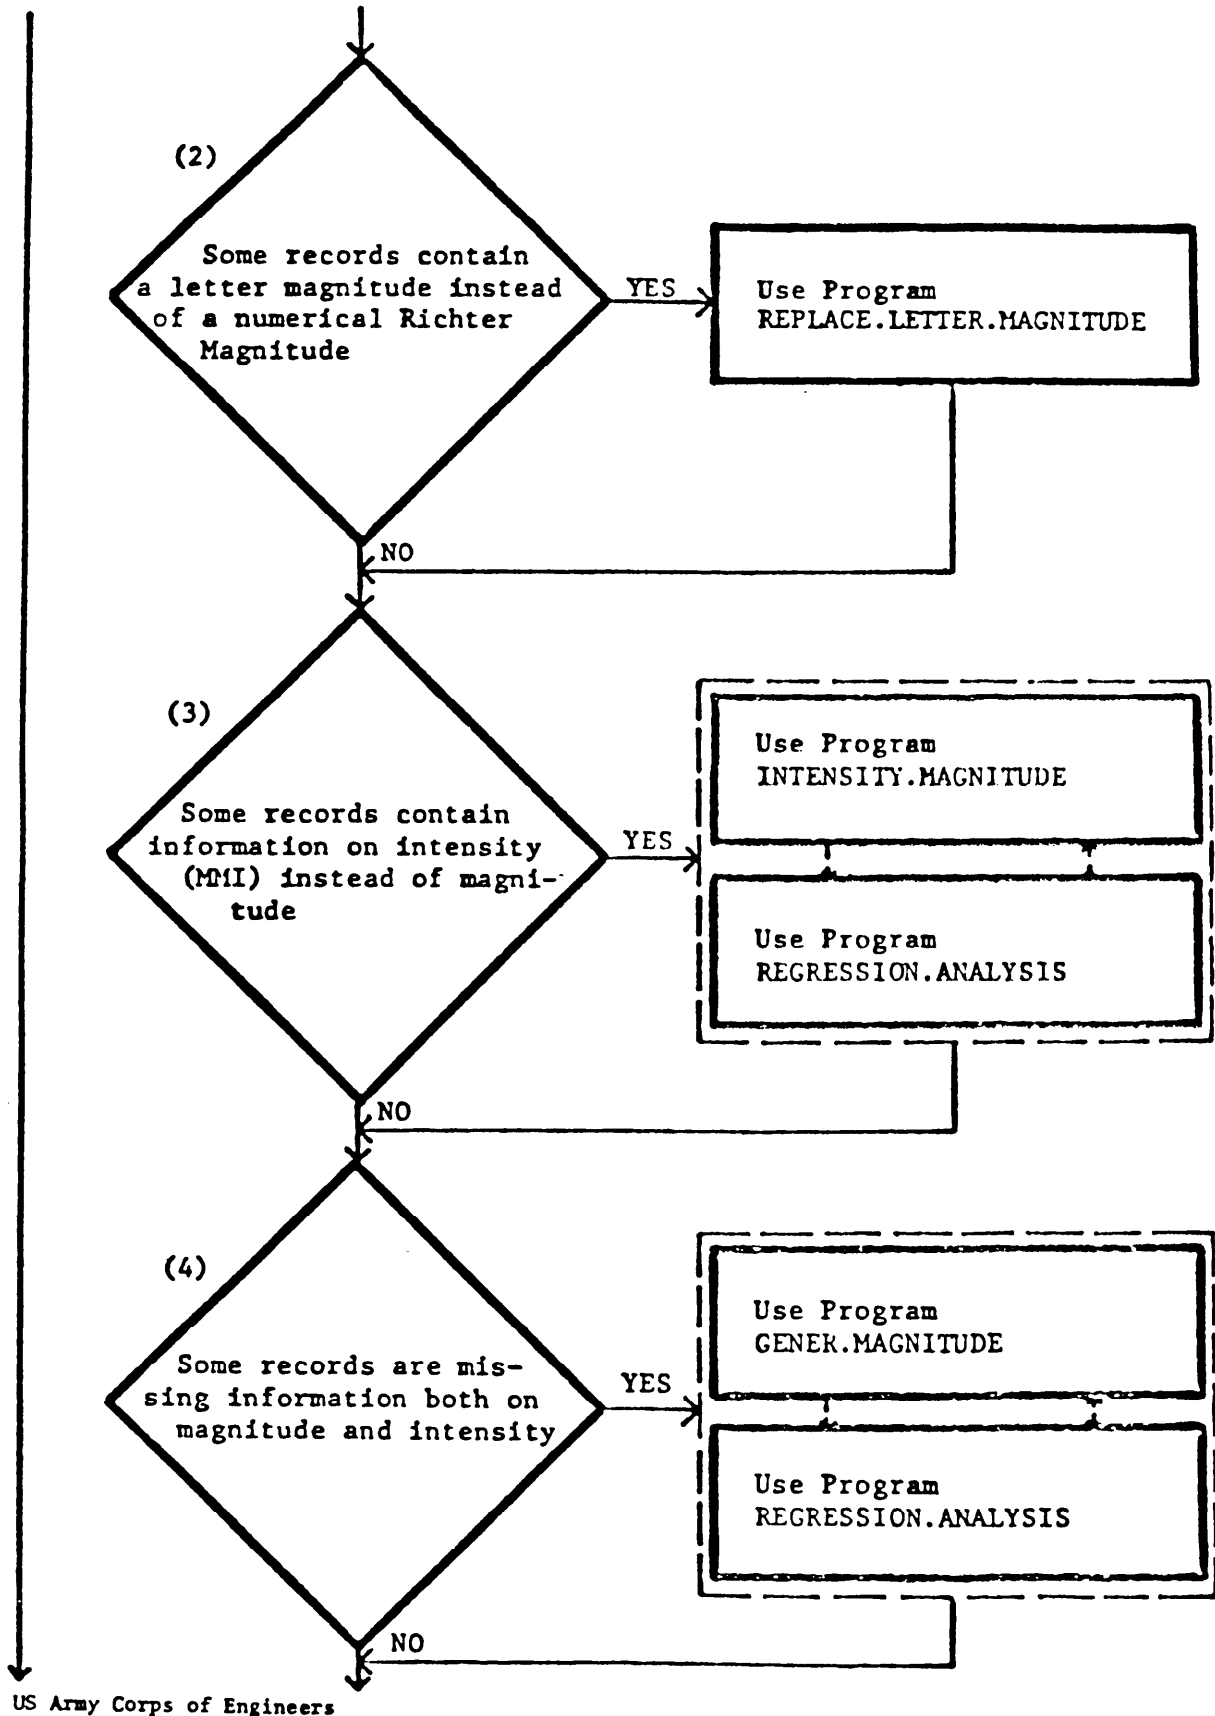 (2)
Some records contain
a letter magnitude instead
of a numerical Richter
Magnitude
YES
Use Program
REPLACE.LETTER.MAGNITUDE
NO
(3)
Some records contain
information on intensity
(MMI) instead of magni-
tude
YES
Use Program
INTENSITY.MAGNITUDE
Use Program
REGRESSION.ANALYSIS
NO
(4)
Some records are mis-
sing information both on
magnitude and intensity
YES
Use Program
GENER.MAGNITUDE
Use Program
REGRESSION.ANALYSIS
NO
US Army Corps of Engineers